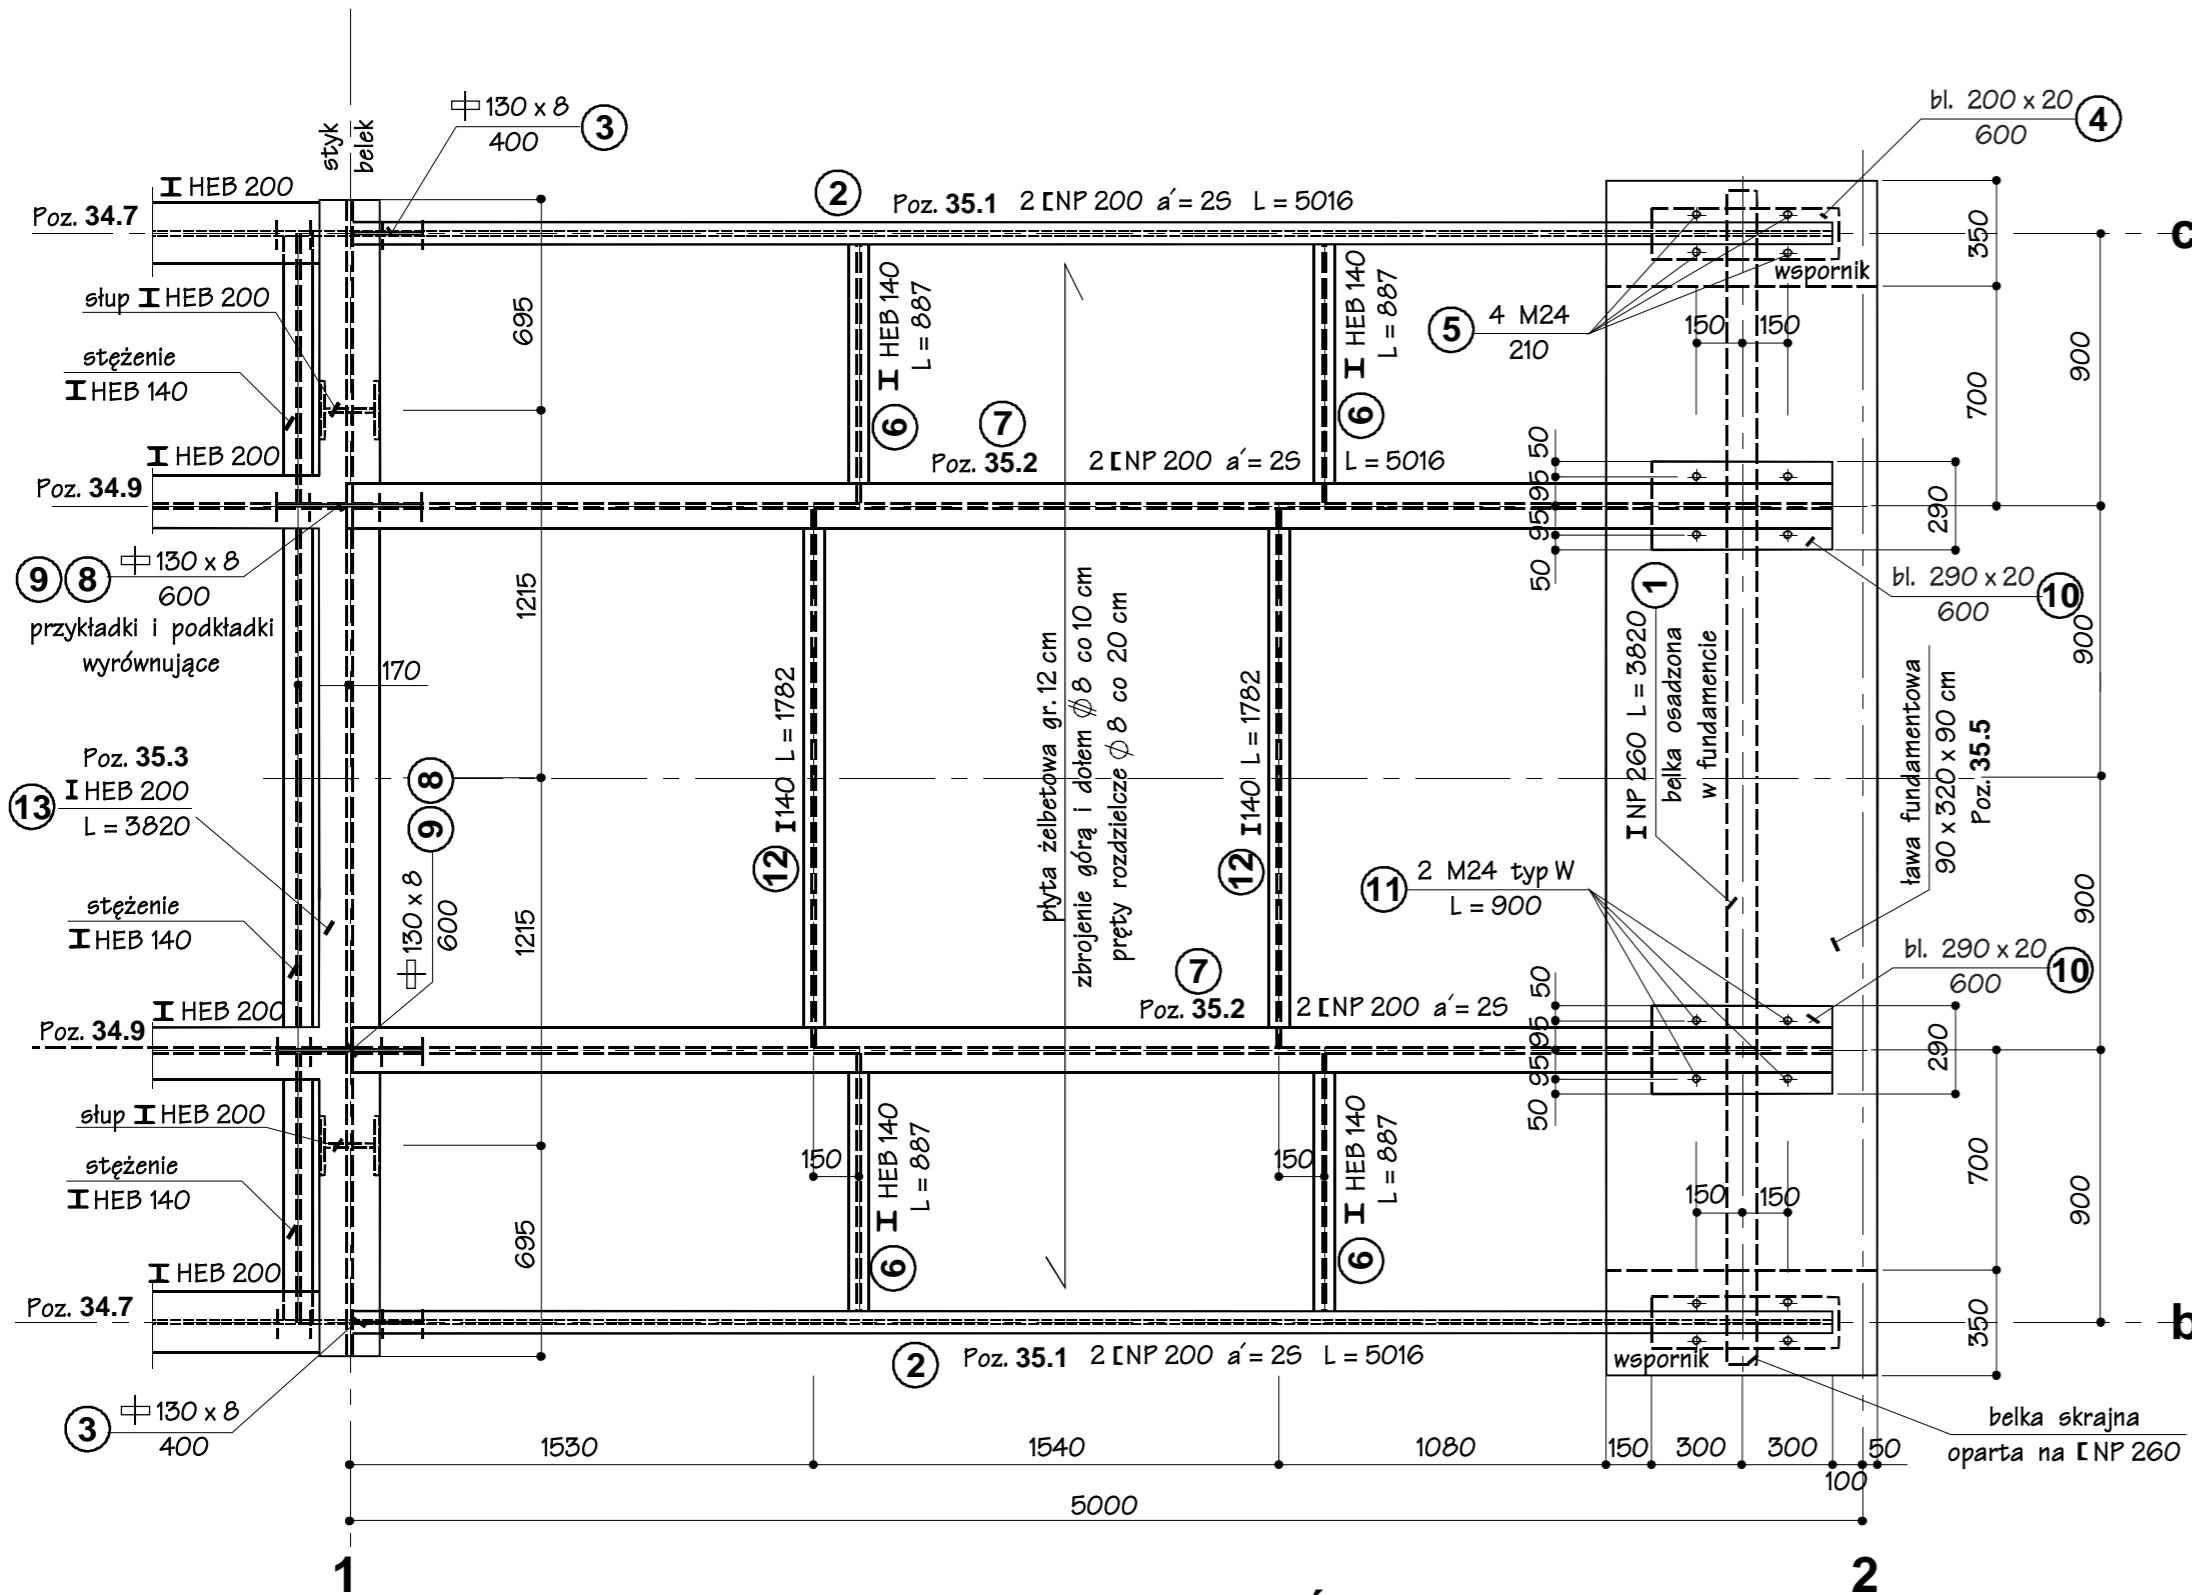 130 x 8
400
3
bl. 200 x 20
600
4
styk
belek
HEB 200
2
Poz. 35.1 2 NP 200 a' = 2S L = 5016
Poz. 34.7
c
350
wspornik
słup HEB 200
695
HEB 140
L = 887
6
HEB 140
L = 887
6
5
4 M24
210
150
150
900
stężenie
HEB 140
700
7
HEB 200
Poz. 35.2
2 NP 200 a' = 2S L = 5016
50
95
95
50
290
Poz. 34.9
9
8
130 x 8
600
przykładki i podkładki
wyrównujące
1215
bl. 290 x 20
600
10
900
170
płyta żelbetowa gr. 12 cm
zbrojenie górą i dołem ∅ 8 co 10 cm
pręty rozdzielcze ∅ 8 co 20 cm
1
NP 260 L = 3820
belka osadzona
w fundamencie
ława fundamentowa
90 x 320 x 90 cm
Poz. 35.5
12
140 L = 1782
12
140 L = 1782
Poz. 35.3
HEB 200
L = 3820
13
8
9
130 x 8
600
11
2 M24 typ W
L = 900
900
1215
stężenie
HEB 140
bl. 290 x 20
600
10
7
Poz. 35.2
2 NP 200 a' = 2S
HEB 200
Poz. 34.9
50
95
95
50
290
słup HEB 200
stężenie
HEB 140
150
150
HEB 140
L = 887
6
HEB 140
L = 887
6
150
150
700
900
695
HEB 200
Poz. 34.7
b
350
wspornik
2
Poz. 35.1 2 NP 200 a' = 2S L = 5016
3
130 x 8
400
belka skrajna
oparta na NP 260
1530
1540
1080
150
300
300
100
50
5000
1
2